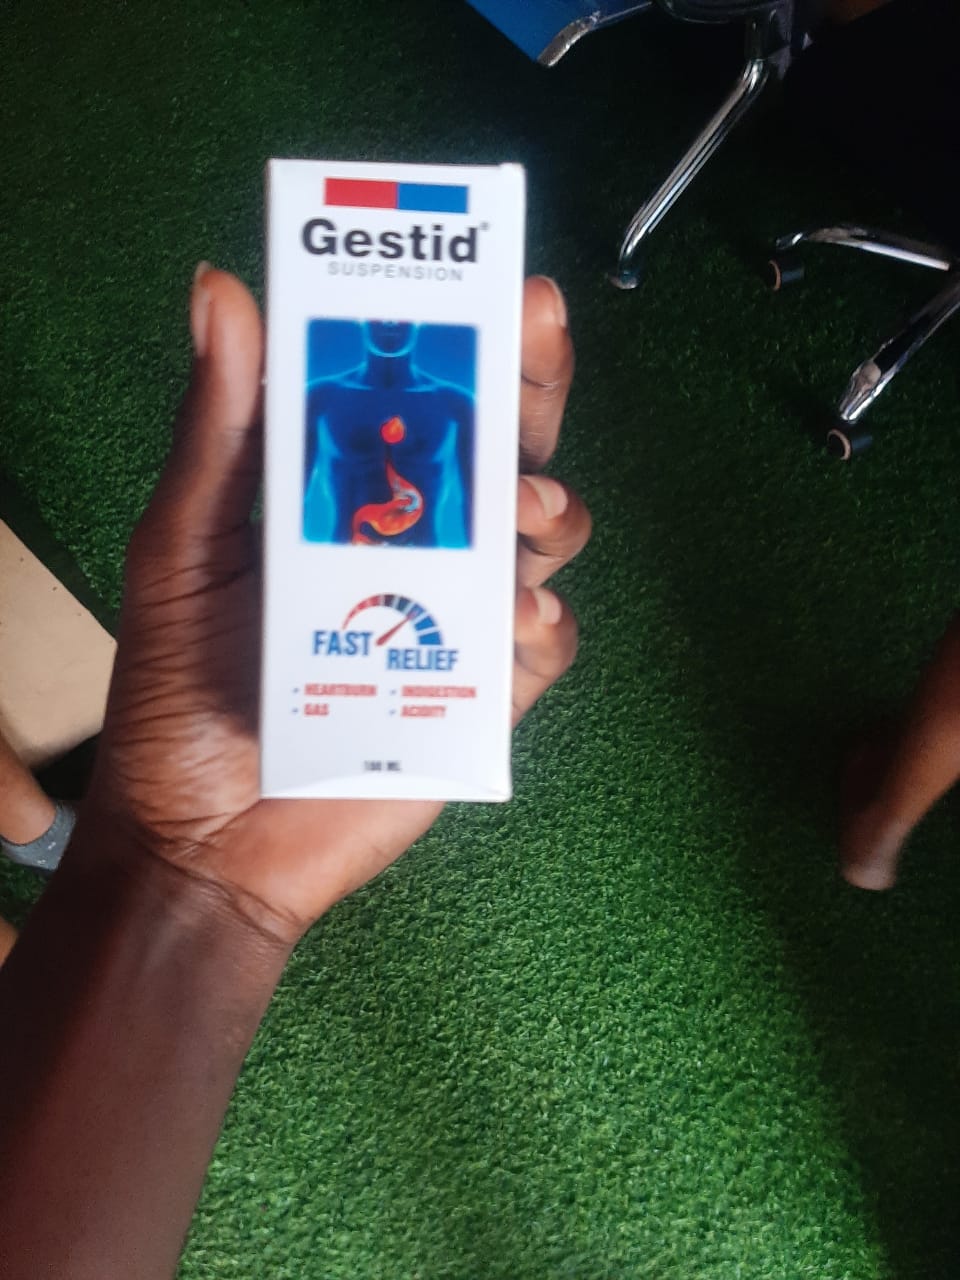 Gestid®
SUSPENSION
FAST
RELIEF
• HEARTBURN • INDIGESTION
• GAS • ACIDITY
100 ML